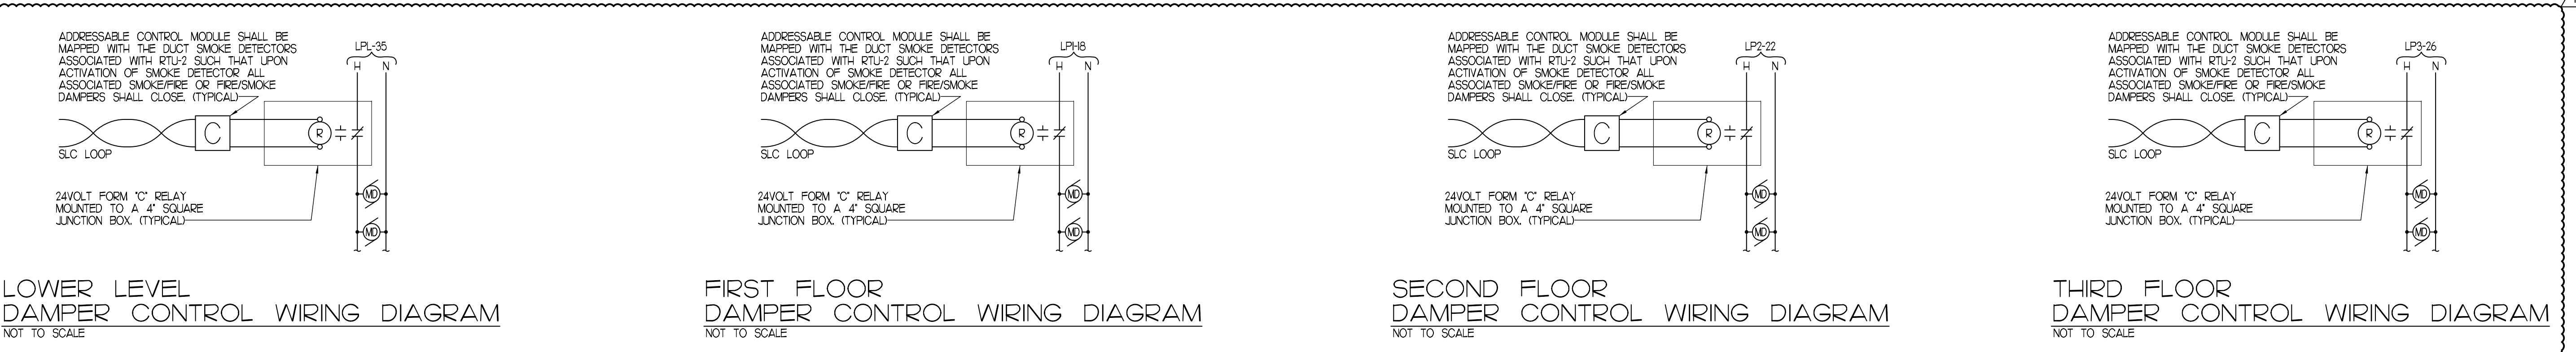 ADDRESSABLE CONTROL MODULE SHALL BE
MAPPED WITH THE DUCT SMOKE DETECTORS
ASSOCIATED WITH RTU-2 SUCH THAT UPON
ACTIVATION OF SMOKE DETECTOR ALL
ASSOCIATED SMOKE/FIRE OR FIRE/SMOKE
DAMPERS SHALL CLOSE. (TYPICAL)
LPL-35
H N
C
R
SLC LOOP
MD
24VOLT FORM "C" RELAY
MOUNTED TO A 4" SQUARE
JUNCTION BOX. (TYPICAL)
MD
LOWER LEVEL
DAMPER CONTROL WIRING DIAGRAM
NOT TO SCALE
ADDRESSABLE CONTROL MODULE SHALL BE
MAPPED WITH THE DUCT SMOKE DETECTORS
ASSOCIATED WITH RTU-2 SUCH THAT UPON
ACTIVATION OF SMOKE DETECTOR ALL
ASSOCIATED SMOKE/FIRE OR FIRE/SMOKE
DAMPERS SHALL CLOSE. (TYPICAL)
LP1-18
H N
C
R
SLC LOOP
MD
24VOLT FORM "C" RELAY
MOUNTED TO A 4" SQUARE
JUNCTION BOX. (TYPICAL)
MD
FIRST FLOOR
DAMPER CONTROL WIRING DIAGRAM
NOT TO SCALE
ADDRESSABLE CONTROL MODULE SHALL BE
MAPPED WITH THE DUCT SMOKE DETECTORS
ASSOCIATED WITH RTU-2 SUCH THAT UPON
ACTIVATION OF SMOKE DETECTOR ALL
ASSOCIATED SMOKE/FIRE OR FIRE/SMOKE
DAMPERS SHALL CLOSE. (TYPICAL)
LP2-22
H N
C
R
SLC LOOP
MD
24VOLT FORM "C" RELAY
MOUNTED TO A 4" SQUARE
JUNCTION BOX. (TYPICAL)
MD
SECOND FLOOR
DAMPER CONTROL WIRING DIAGRAM
NOT TO SCALE
ADDRESSABLE CONTROL MODULE SHALL BE
MAPPED WITH THE DUCT SMOKE DETECTORS
ASSOCIATED WITH RTU-2 SUCH THAT UPON
ACTIVATION OF SMOKE DETECTOR ALL
ASSOCIATED SMOKE/FIRE OR FIRE/SMOKE
DAMPERS SHALL CLOSE. (TYPICAL)
LP3-26
H N
C
R
SLC LOOP
MD
24VOLT FORM "C" RELAY
MOUNTED TO A 4" SQUARE
JUNCTION BOX. (TYPICAL)
MD
THIRD FLOOR
DAMPER CONTROL WIRING DIAGRAM
NOT TO SCALE